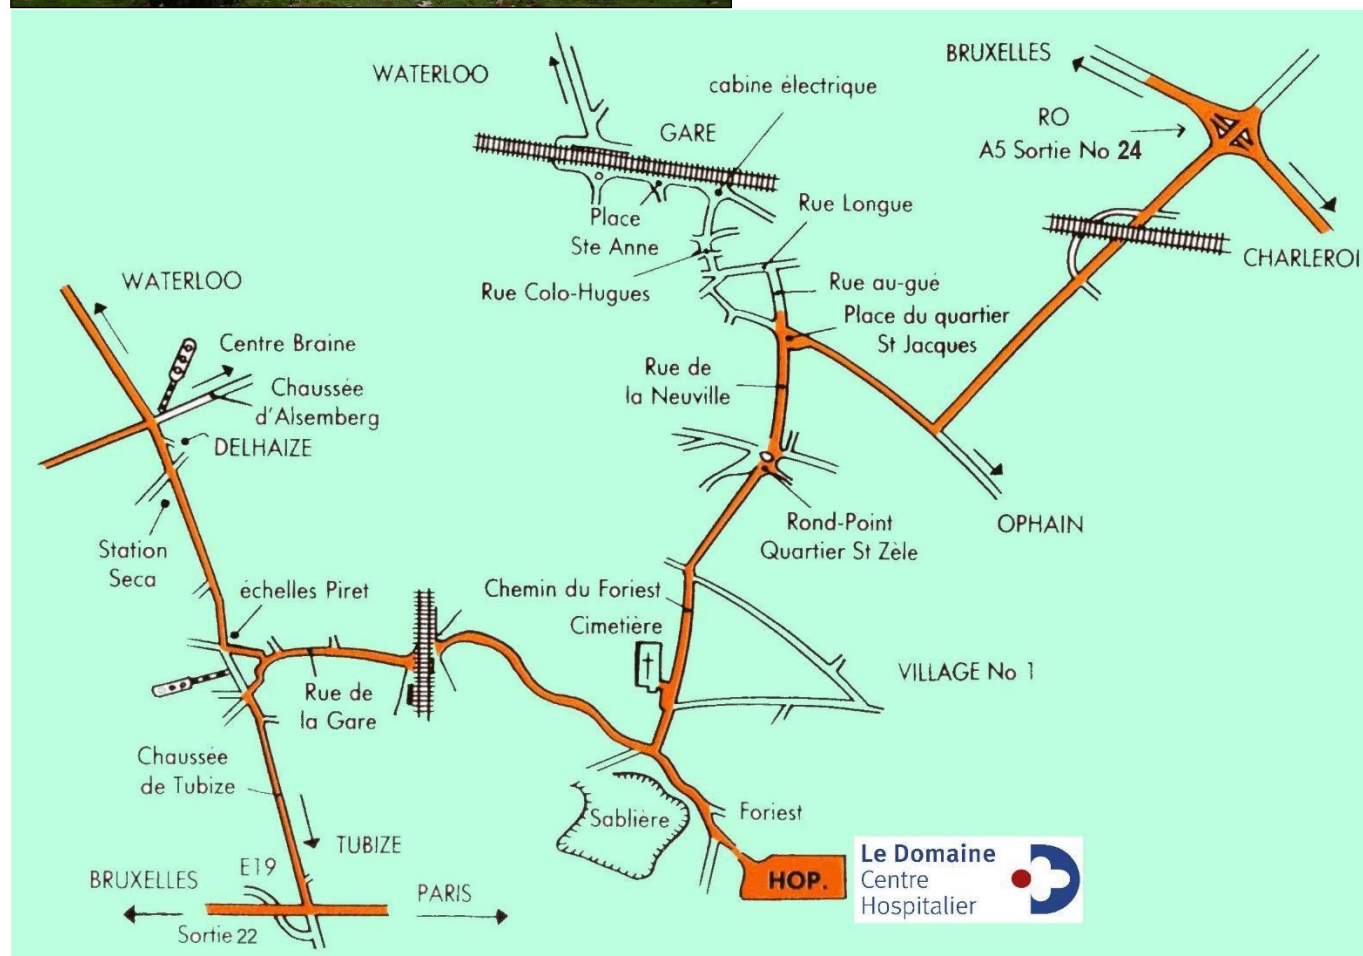 WATERLOO
GARE
cabine électrique
BRUXELLES
RO
A5 Sortie No 24
CHARLEROI
Place
Ste Anne
Rue Longue
Rue Colo-Hugues
Rue au-gué
Place du quartier
St Jacques
WATERLOO
Centre Braine
Chaussée
d'Alsemberg
DELHAIZE
Rue de
la Neuville
Station
Seca
Rond-Point
Quartier St Zèle
OPHAIN
échelles Piret
Chemin du Foriest
Cimetière
VILLAGE No 1
Rue de
la Gare
Chaussée
de Tubize
Sablière
Foriest
TUBIZE
E19
BRUXELLES
PARIS
Sortie 22
HOP.
Le Domaine
Centre
Hospitalier